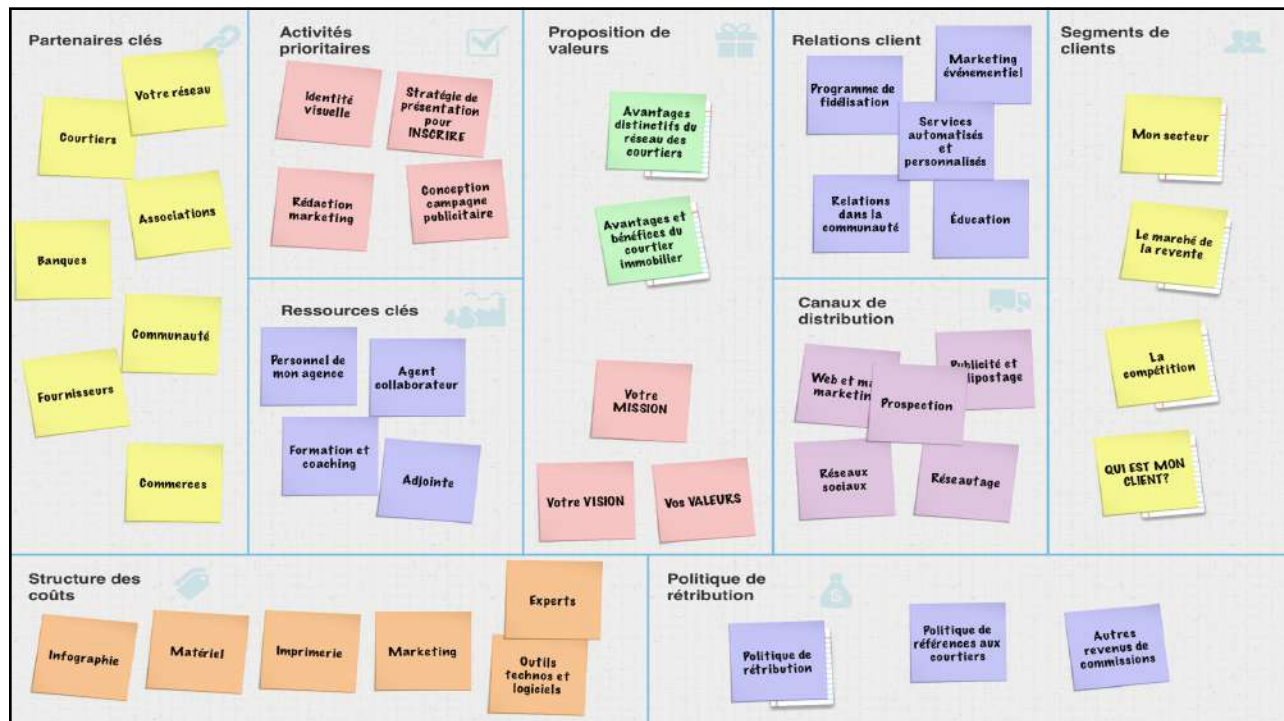 Partenaires clés
Votre réseau
Courtiers
Associations
Banques
Communauté
Fournisseurs
Commerces
Activités
prioritaires
Identité
visuelle
Stratégie de
présentation
pour
INSCRIRE
Rédaction
marketing
Conception
campagne
publicitaire
Ressources clés
Personnel de
mon agence
Agent
collaborateur
Formation et
coaching
Adjointe
Proposition de
valeurs
Avantages
distinctifs du
réseau des
courtiers
Avantages et
bénéfices du
courtier
immobilier
Votre
MISSION
Votre VISION
Vos VALEURS
Relations client
Marketing
événementiel
Programme de
fidélisation
Services
automatisés
et
personnalisés
Relations
dans la
communauté
Éducation
Canaux de
distribution
Web et
Publicité et
Prospection
Réseaux
sociaux
Réseautage
Segments de
clients
Mon secteur
Le marché de
la revente
La
compétition
QUI EST MON
CLIENT?
Structure des
coûts
Infographie
Matériel
Imprimerie
Marketing
Experts
Outils
technos et
logiciels
Politique de
rétribution
$
Politique de
rétribution
Politique de
références aux
courtiers
Autres
revenus de
commissions